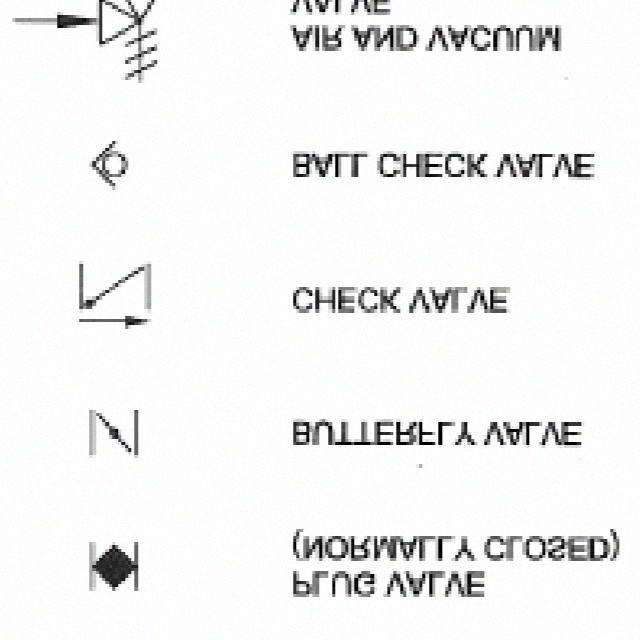 PLUG VALVE
(NORMALLY CLOSED)
BUTTERFLY VALVE
CHECK VALVE
BALL CHECK VALVE
AIR AND VACUUM
VALVE